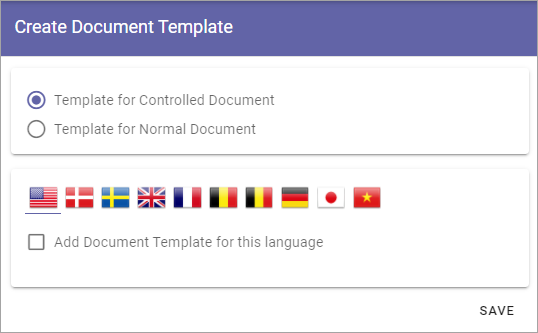 Create Document Template
Template for Controlled Document
Template for Normal Document
Add Document Template for this language
SAVE